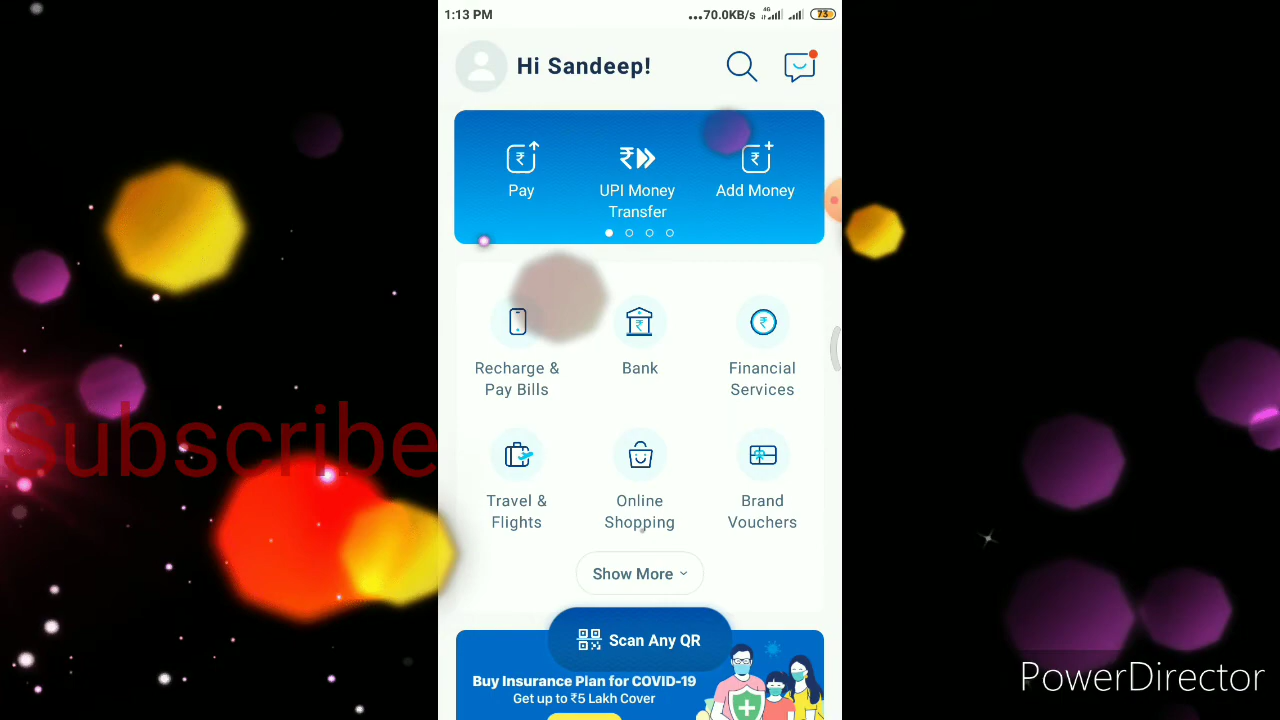 1:13 PM
...70.0KB/s 4G 73
Hi Sandeep!
Pay
UPI Money
Transfer
Add Money
Recharge &
Pay Bills
Bank
Financial
Services
Subscribe
Travel &
Flights
Online
Shopping
Brand
Vouchers
Show More
Scan Any QR
Buy Insurance Plan for COVID-19
Get up to ₹5 Lakh Cover
PowerDirector